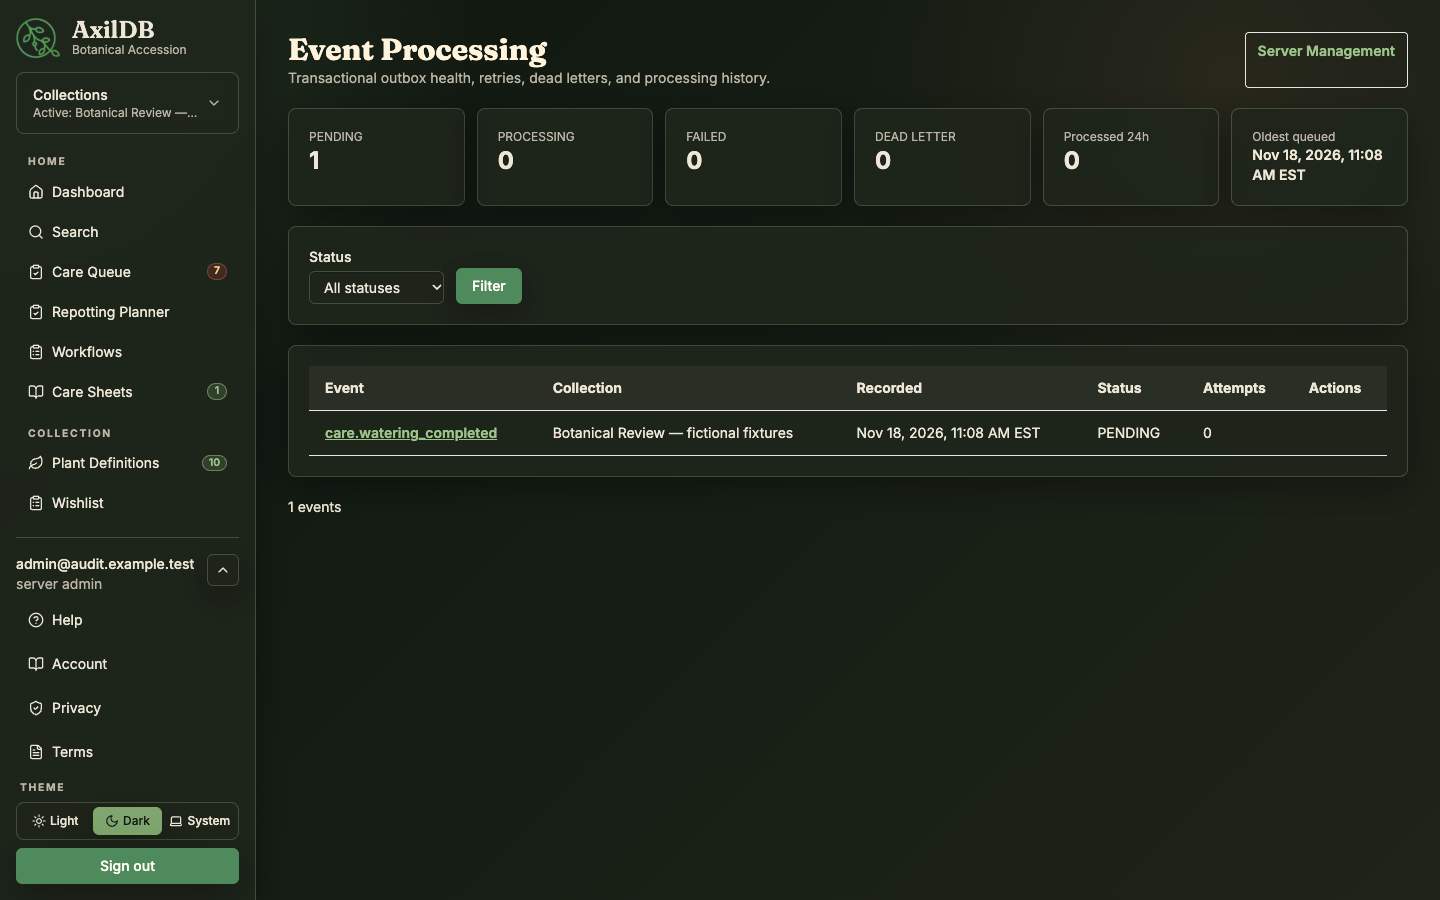 AxilDB
Botanical Accession
Collections
Active: Botanical Review —...
HOME
Dashboard
Search
Care Queue 7
Repotting Planner
Workflows
Care Sheets 1
COLLECTION
Plant Definitions 10
Wishlist
admin@audit.example.test
server admin
Help
Account
Privacy
Terms
THEME
Light Dark System
Sign out
Event Processing
Transactional outbox health, retries, dead letters, and processing history.
Server Management
PENDING
1
PROCESSING
0
FAILED
0
DEAD LETTER
0
Processed 24h
0
Oldest queued
Nov 18, 2026, 11:08
AM EST
Status
All statuses Filter
Event Collection Recorded Status Attempts Actions
care.watering_completed Botanical Review — fictional fixtures Nov 18, 2026, 11:08 AM EST PENDING 0
1 events